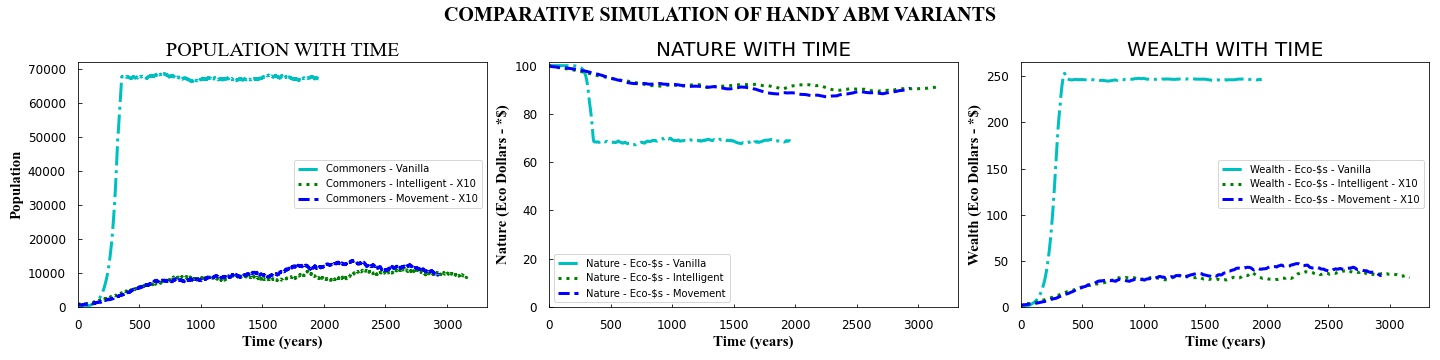 COMPARATIVE SIMULATION OF HANDY ABM VARIANTS
POPULATION WITH TIME
70000
60000
50000
40000
30000
20000
10000
0
Population
Commoners - Vanilla
Commoners - Intelligent - X10
Commoners - Movement - X10
0 500 1000 1500 2000 2500 3000
Time (years)
NATURE WITH TIME
100
80
60
40
20
0
Nature (Eco Dollars - *$)
Nature - Eco-$s - Vanilla
Nature - Eco-$s - Intelligent
Nature - Eco-$s - Movement
0 500 1000 1500 2000 2500 3000
Time (years)
WEALTH WITH TIME
250
200
150
100
50
0
Wealth (Eco Dollars - *$)
Wealth - Eco-$s - Vanilla
Wealth - Eco-$s - Intelligent - X10
Wealth - Eco-$s - Movement - X10
0 500 1000 1500 2000 2500 3000
Time (years)